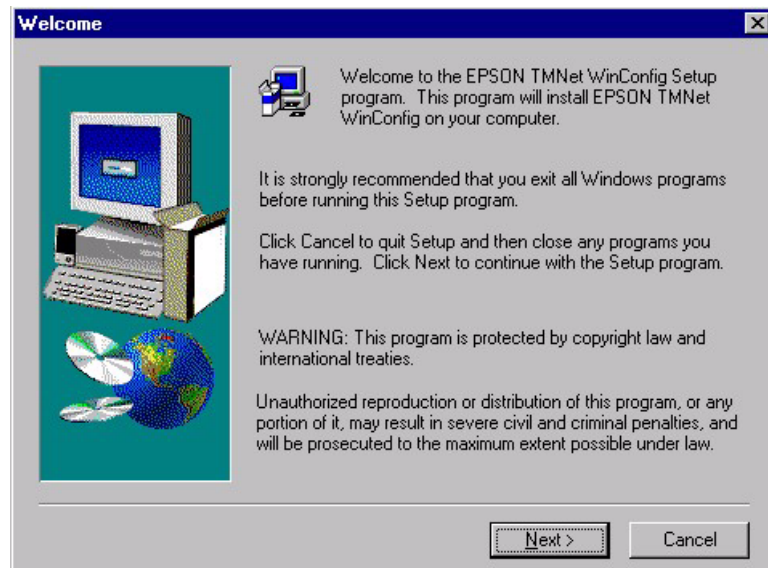 Welcome
Welcome to the EPSON TMNet WinConfig Setup
program. This program will install EPSON TMNet
WinConfig on your computer.
It is strongly recommended that you exit all Windows programs
before running this Setup program.
Click Cancel to quit Setup and then close any programs you
have running. Click Next to continue with the Setup program.
WARNING: This program is protected by copyright law and
international treaties.
Unauthorized reproduction or distribution of this program, or any
portion of it, may result in severe civil and criminal penalties, and
will be prosecuted to the maximum extent possible under law.
Next >
Cancel